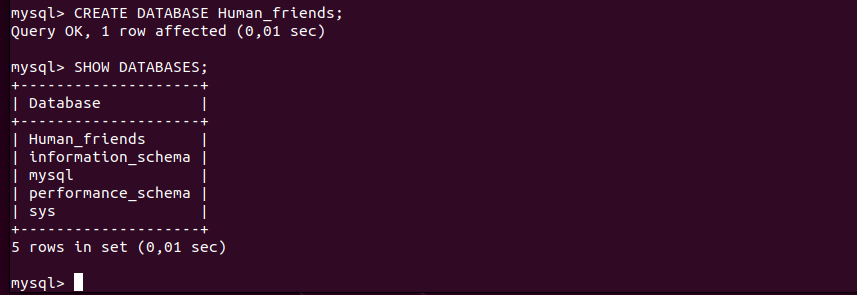 mysql> CREATE DATABASE Human_friends;
Query OK, 1 row affected (0,01 sec)
mysql> SHOW DATABASES;
+--------------------+
| Database           |
+--------------------+
| Human_friends      |
| information_schema |
| mysql              |
| performance_schema |
| sys                |
+--------------------+
5 rows in set (0,01 sec)
mysql>